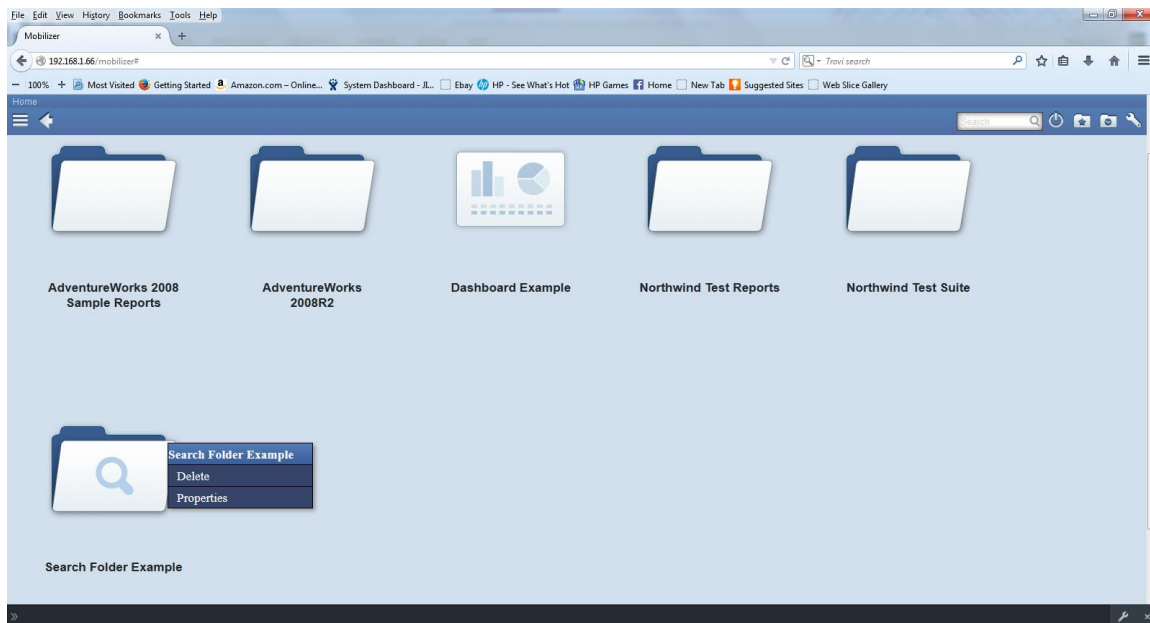 File Edit View History Bookmarks Tools Help
Mobilizer × +
192.168.1.66/mobilizer# Trovi search
− 100% + Most Visited Getting Started Amazon.com – Online... System Dashboard - JI... Ebay HP - See What's Hot HP Games Home New Tab Suggested Sites Web Slice Gallery
Home
Search
AdventureWorks 2008
Sample Reports
AdventureWorks
2008R2
Dashboard Example
Northwind Test Reports
Northwind Test Suite
Search Folder Example
Delete
Properties
Search Folder Example